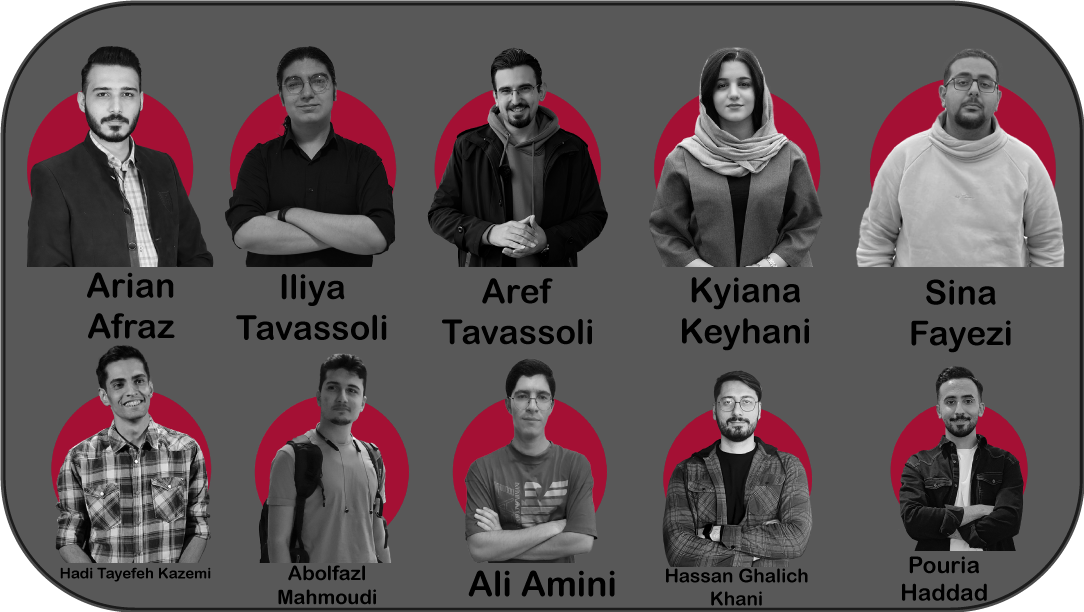 Arian
Afraz
Iliya
Tavassoli
Aref
Tavassoli
Kyiana
Keyhani
Sina
Fayezi
Hadi Tayefeh Kazemi
Abolfazl
Mahmoudi
Ali Amini
Hassan Ghalich
Khani
Pouria
Haddad